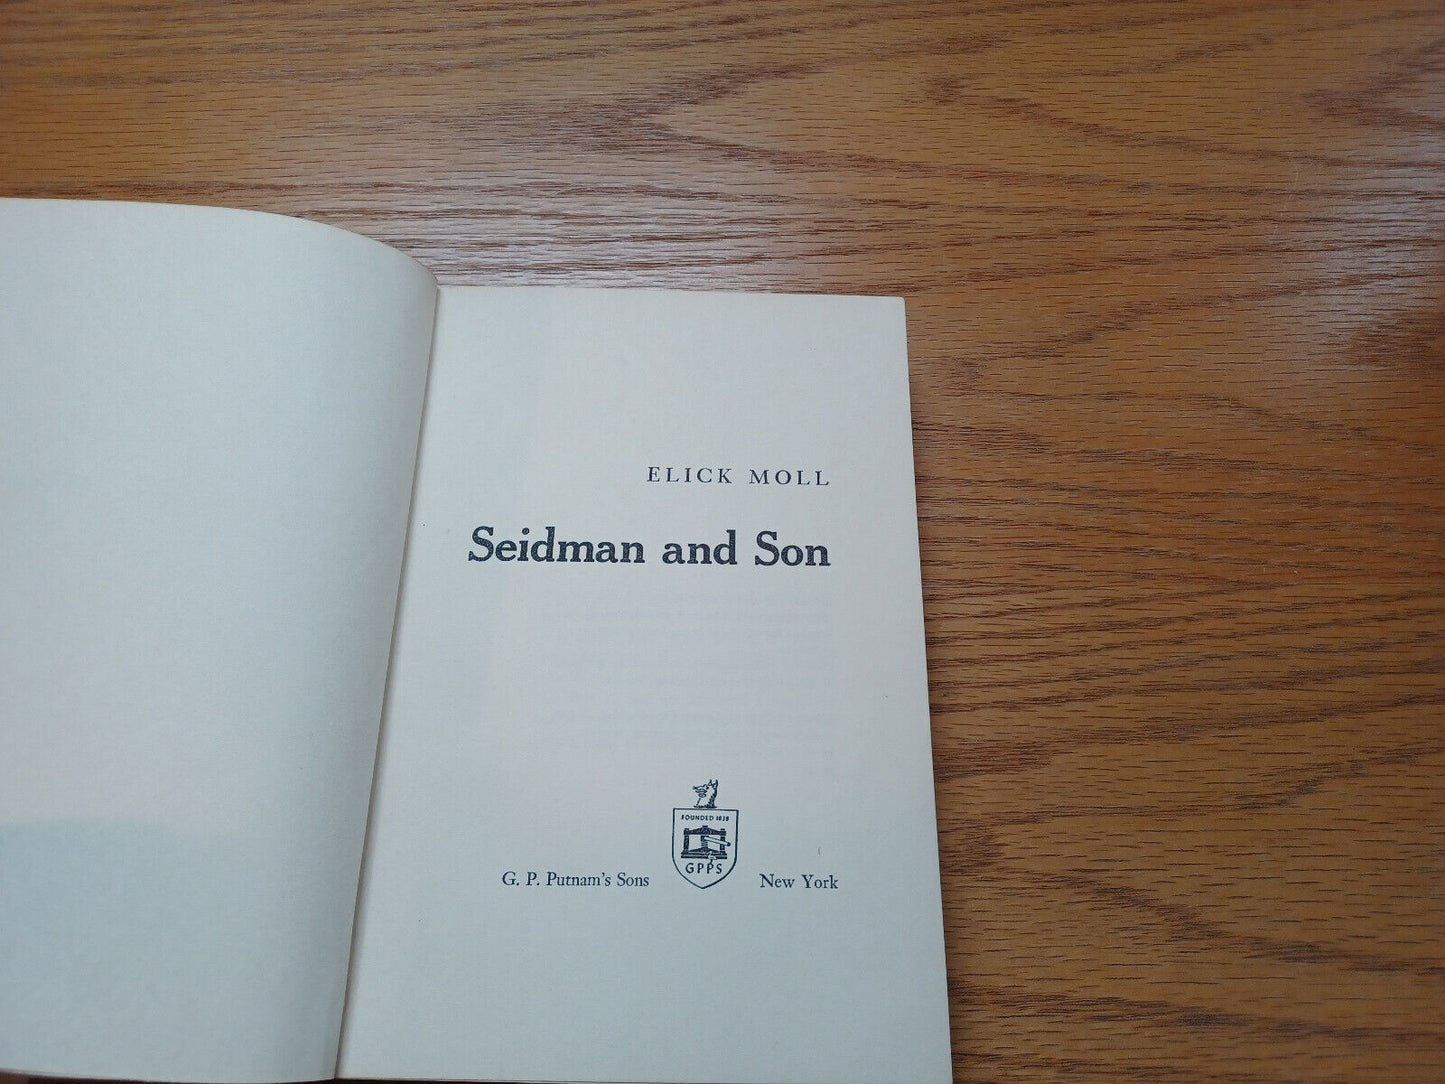 ELICK MOLL
Seidman and Son
FOUNDED 1838
GPPS
G. P. Putnam's Sons
New York